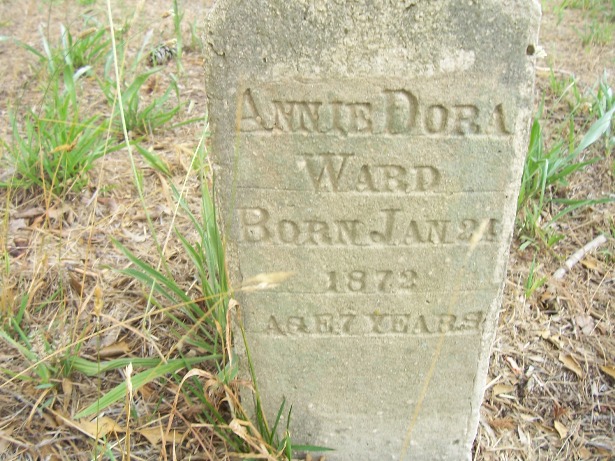 ANNIE DORA
WARD
BORN JAN 24
1872
AGE 7 YEARS